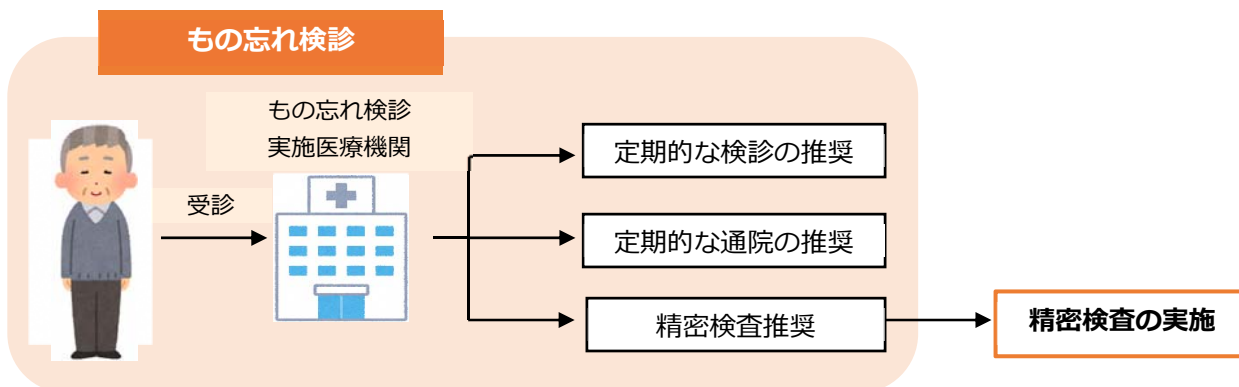 もの忘れ検診
もの忘れ検診
実施医療機関
受診
定期的な検診の推奨
定期的な通院の推奨
精密検査推奨
精密検査の実施